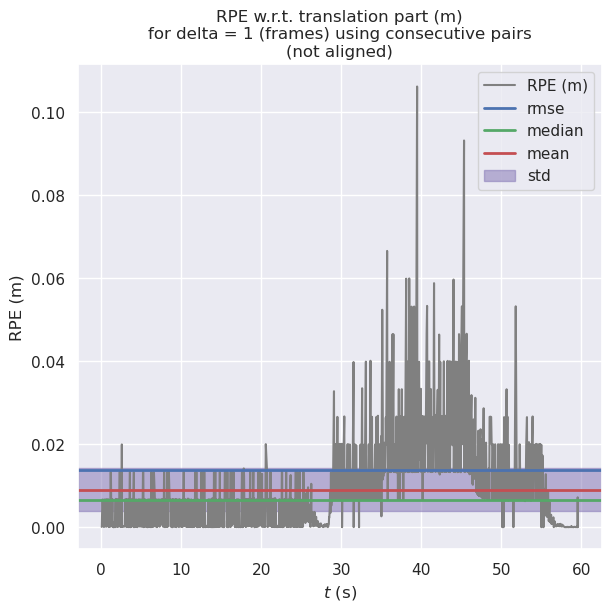 RPE w.r.t. translation part (m)
for delta = 1 (frames) using consecutive pairs
(not aligned)
RPE (m)
rmse
median
mean
std
0.10
0.08
0.06
0.04
0.02
0.00
RPE (m)
0
10
20
30
40
50
60
t (s)